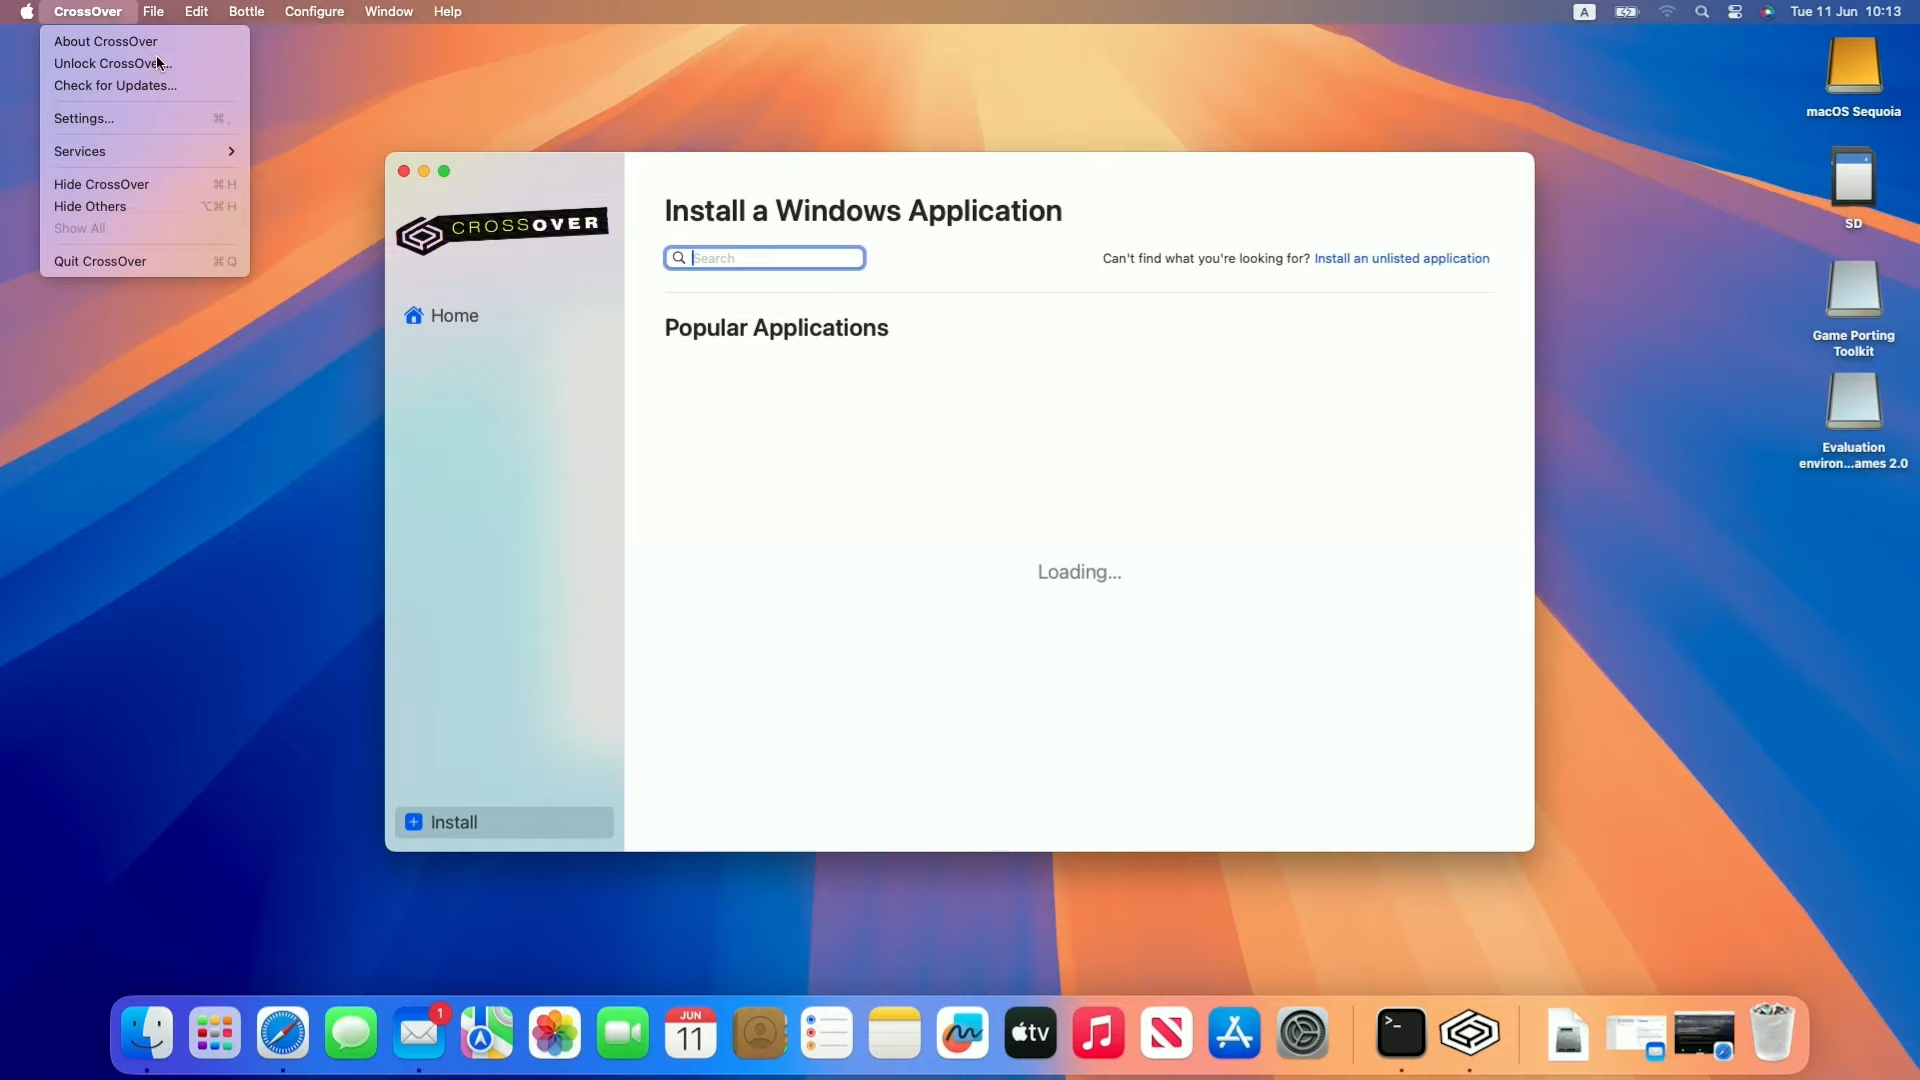 CrossOver File Edit Bottle Configure Window Help
A Tue 11 Jun 10:13
About CrossOver
Unlock CrossOver...
Check for Updates...
Settings... ⌘ ,
Services
Hide CrossOver ⌘ H
Hide Others ⌥⌘ H
Show All
Quit CrossOver ⌘ Q
CROSSOVER
Home
Install
Install a Windows Application
Search
Can't find what you're looking for? Install an unlisted application
Popular Applications
Loading...
macOS Sequoia
SD
Game Porting
Toolkit
Evaluation
environ...ames 2.0
1
JUN
11
tv
>_